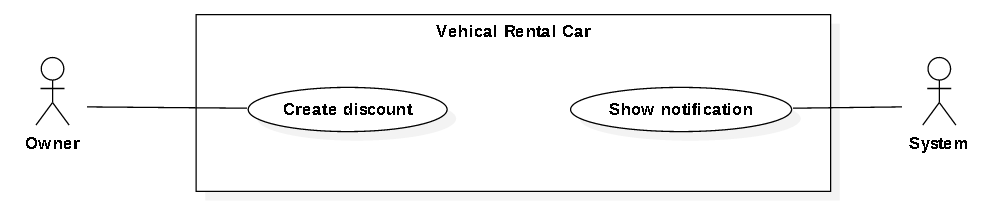 Vehical Rental Car
Create discount
Show notification
Owner
System